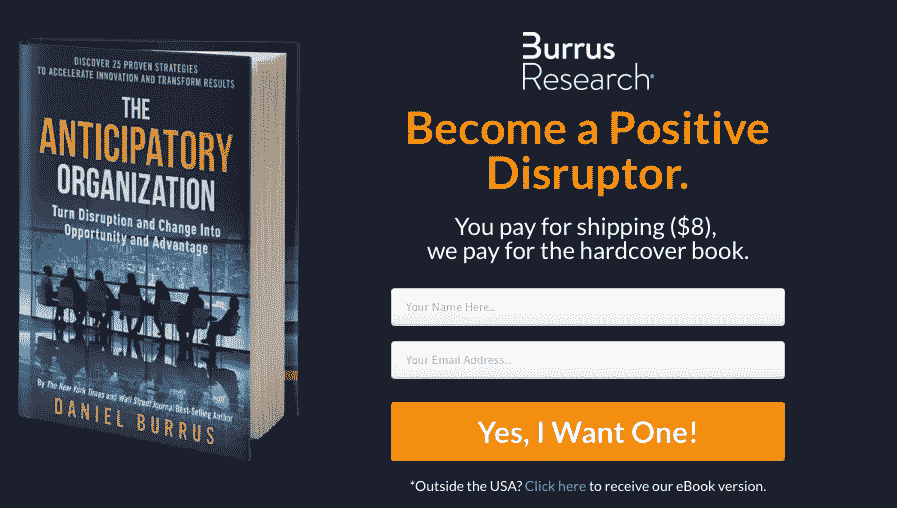 DISCOVER 25 PROVEN STRATEGIES
TO ACCELERATE INNOVATION AND TRANSFORM RESULTS
THE
ANTICIPATORY
ORGANIZATION
Turn Disruption and Change Into
Opportunity and Advantage
By The New York Times and Wall Street Journal Best-Selling Author
DANIEL BURRUS
Burrus
Research®
Become a Positive
Disruptor.
You pay for shipping ($8),
we pay for the hardcover book.
Your Name Here...
Your Email Address...
Yes, I Want One!
*Outside the USA? Click here to receive our eBook version.